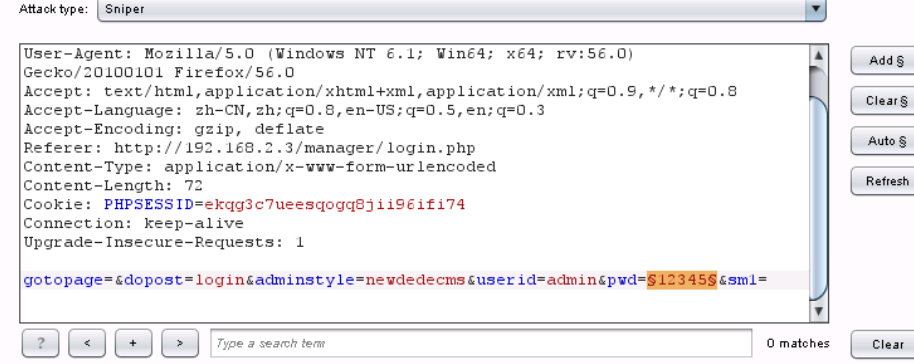 Attack type: Sniper
User-Agent: Mozilla/5.0 (Windows NT 6.1; Win64; x64; rv:56.0)
Gecko/20100101 Firefox/56.0
Accept: text/html,application/xhtml+xml,application/xml;q=0.9,*/*;q=0.8
Accept-Language: zh-CN,zh;q=0.8,en-US;q=0.5,en;q=0.3
Accept-Encoding: gzip, deflate
Referer: http://192.168.2.3/manager/login.php
Content-Type: application/x-www-form-urlencoded
Content-Length: 72
Cookie: PHPSESSID=ekqg3c7ueesqogq8jii96ifi74
Connection: keep-alive
Upgrade-Insecure-Requests: 1
gotopage=&dopost=login&adminstyle=newdedecms&userid=admin&pwd=§12345§&sm1=
Add §
Clear §
Auto §
Refresh
? < + > Type a search term 0 matches Clear